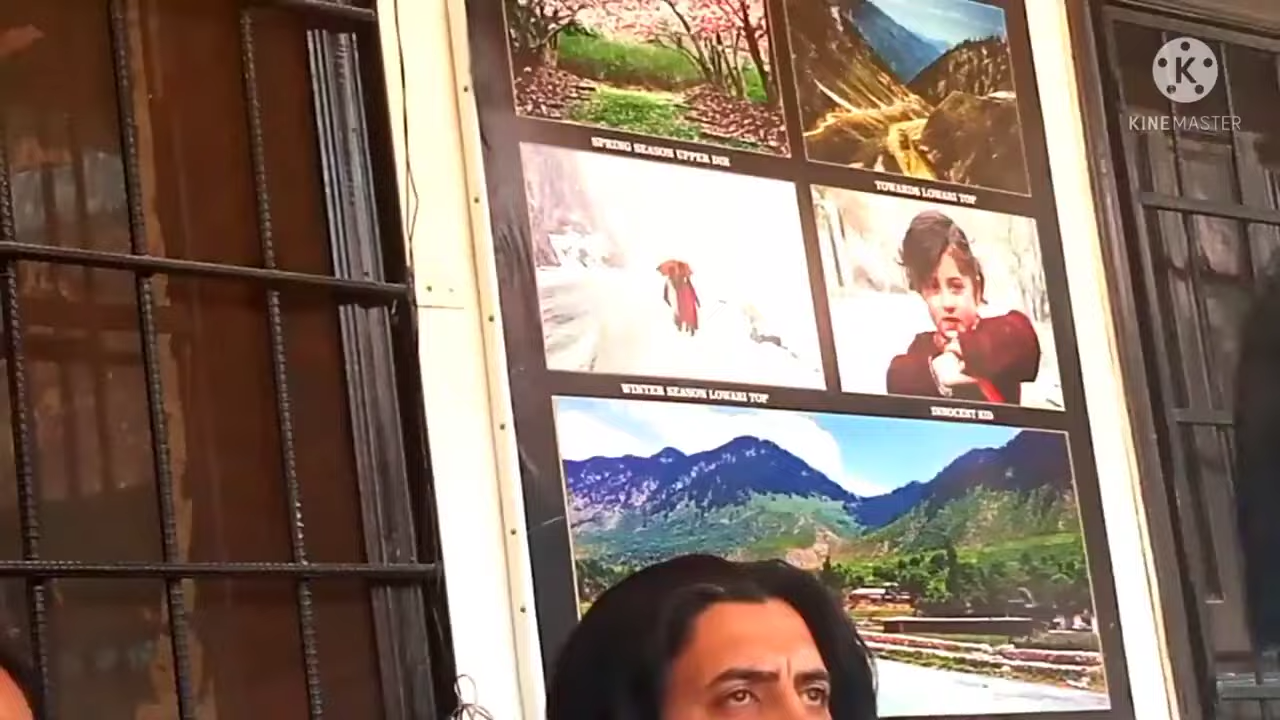 KINEMASTER
SPRING SEASON UPPER DIR
TOWARDS LOWARI TOP
WINTER SEASON LOWARI TOP
INNOCENT KID